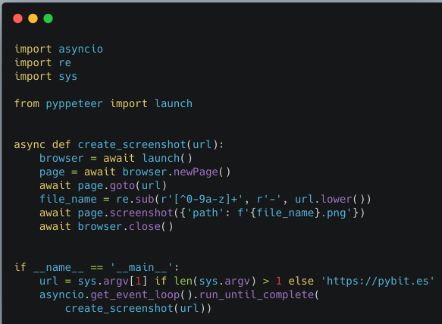 import asyncio
import re
import sys

from pyppeteer import launch


async def create_screenshot(url):
    browser = await launch()
    page = await browser.newPage()
    await page.goto(url)
    file_name = re.sub(r'[^0-9a-z]+', r'-', url.lower())
    await page.screenshot({'path': f'{file_name}.png'})
    await browser.close()


if __name__ == '__main__':
    url = sys.argv[1] if len(sys.argv) > 1 else 'https://pybit.es'
    asyncio.get_event_loop().run_until_complete(
        create_screenshot(url))